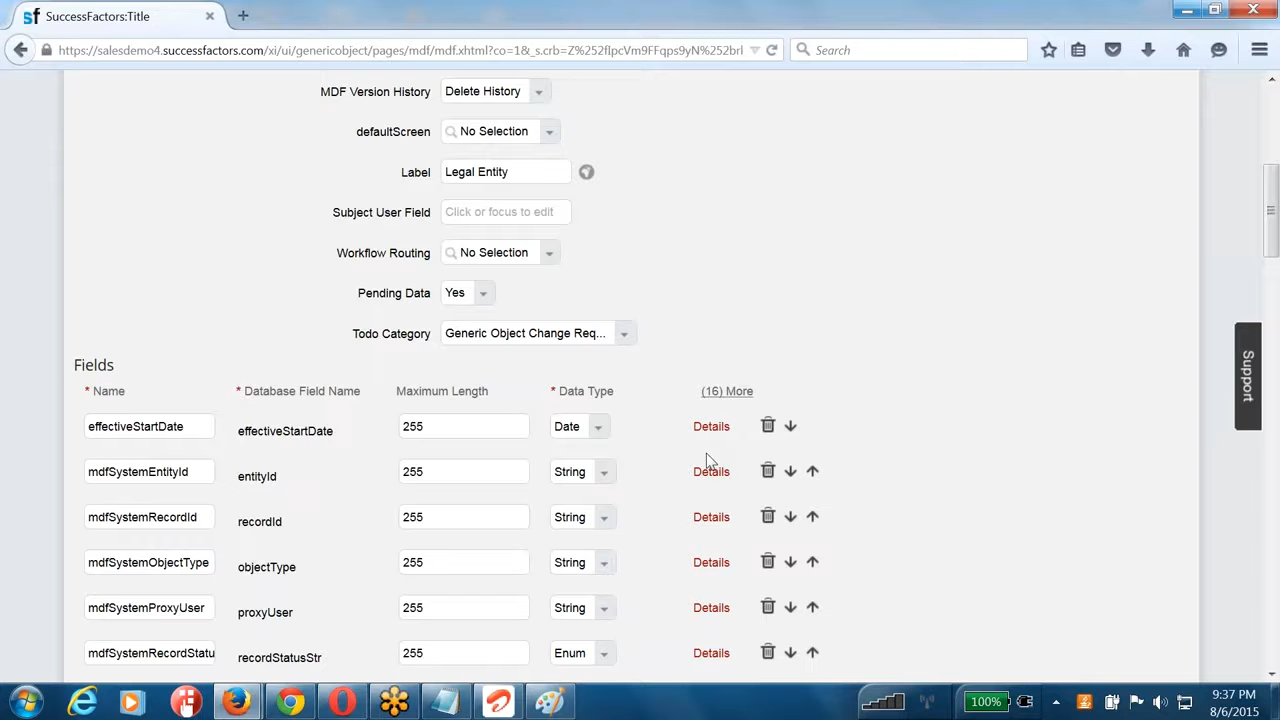 sf SuccessFactors:Title
https://salesdemo4.successfactors.com/xi/ui/genericobject/pages/mdf/mdf.xhtml?co=1&_s.crb=Z%252fIpcVm9FFqps9yN%252brl
Search
MDF Version History Delete History
defaultScreen No Selection
Label Legal Entity
Subject User Field Click or focus to edit
Workflow Routing No Selection
Pending Data Yes
Todo Category Generic Object Change Req...
Fields
* Name * Database Field Name Maximum Length * Data Type (16) More
effectiveStartDate effectiveStartDate 255 Date Details
mdfSystemEntityId entityId 255 String Details
mdfSystemRecordId recordId 255 String Details
mdfSystemObjectType objectType 255 String Details
mdfSystemProxyUser proxyUser 255 String Details
mdfSystemRecordStatu recordStatusStr 255 Enum Details
Support
100%
9:37 PM
8/6/2015